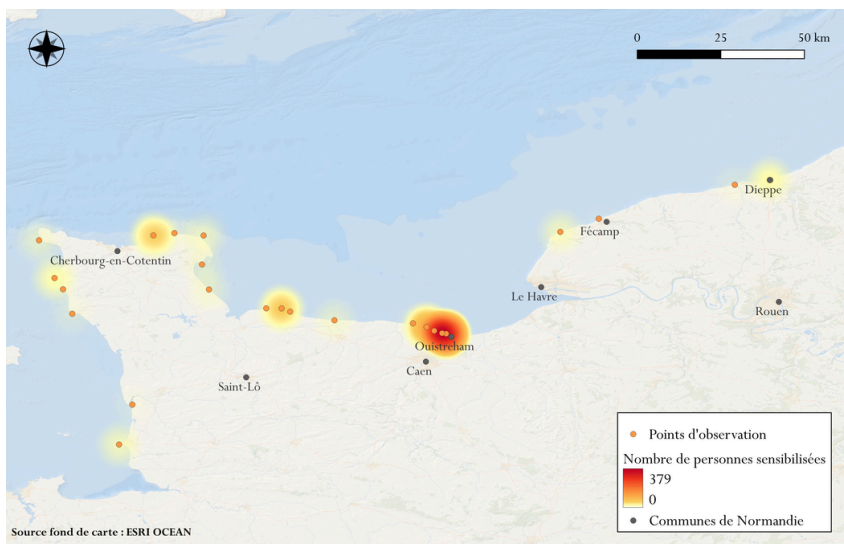 0 25 50 km
Dieppe
Fécamp
Cherbourg-en-Cotentin
Le Havre
Rouen
Ouistreham
Caen
Saint-Lô
Points d'observation
Nombre de personnes sensibilisées
379
0
Communes de Normandie
Source fond de carte : ESRI OCEAN